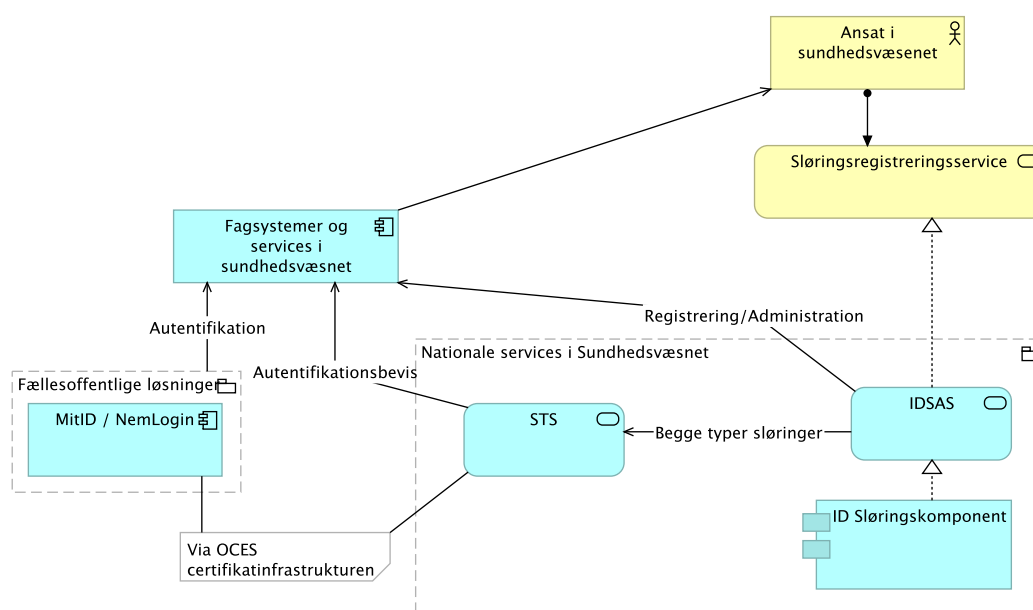 Ansat i
sundhedsvæsenet
Sløringsregistreringsservice
Fagsystemer og
services i
sundhedsvæsnet
Autentifikation
Registrering/Administration
Nationale services i Sundhedsvæsnet
Autentifikationsbevis
Fællesoffentlige løsninger
MitID / NemLogin
STS
IDSAS
Begge typer sløringer
ID Sløringskomponent
Via OCES
certifikatinfrastrukturen